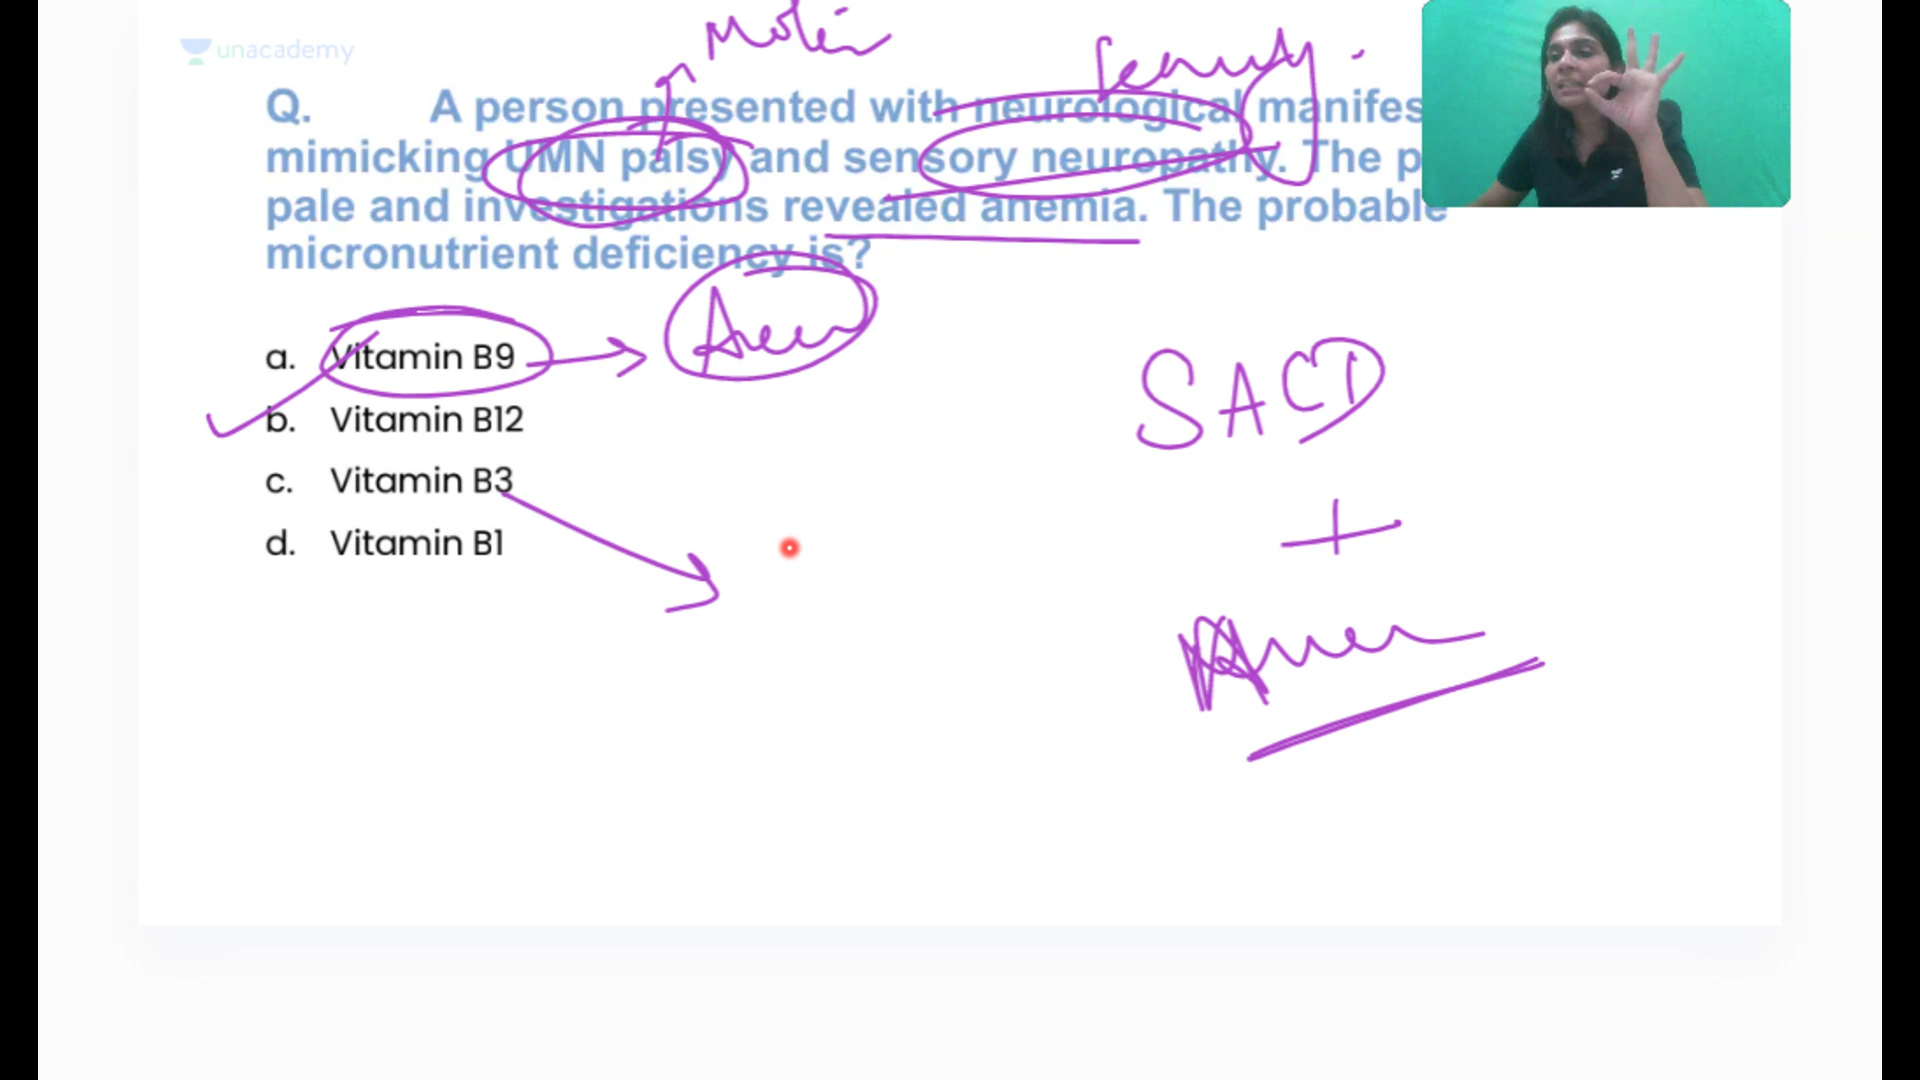 Motor
Sensory.
unacademy
Q. A person presented with neurological manifes
mimicking UMN palsy and sensory neuropathy. The p
pale and investigations revealed anemia. The probable
micronutrient deficiency is?
a. Vitamin B9
b. Vitamin B12
c. Vitamin B3
d. Vitamin B1
SACD
+